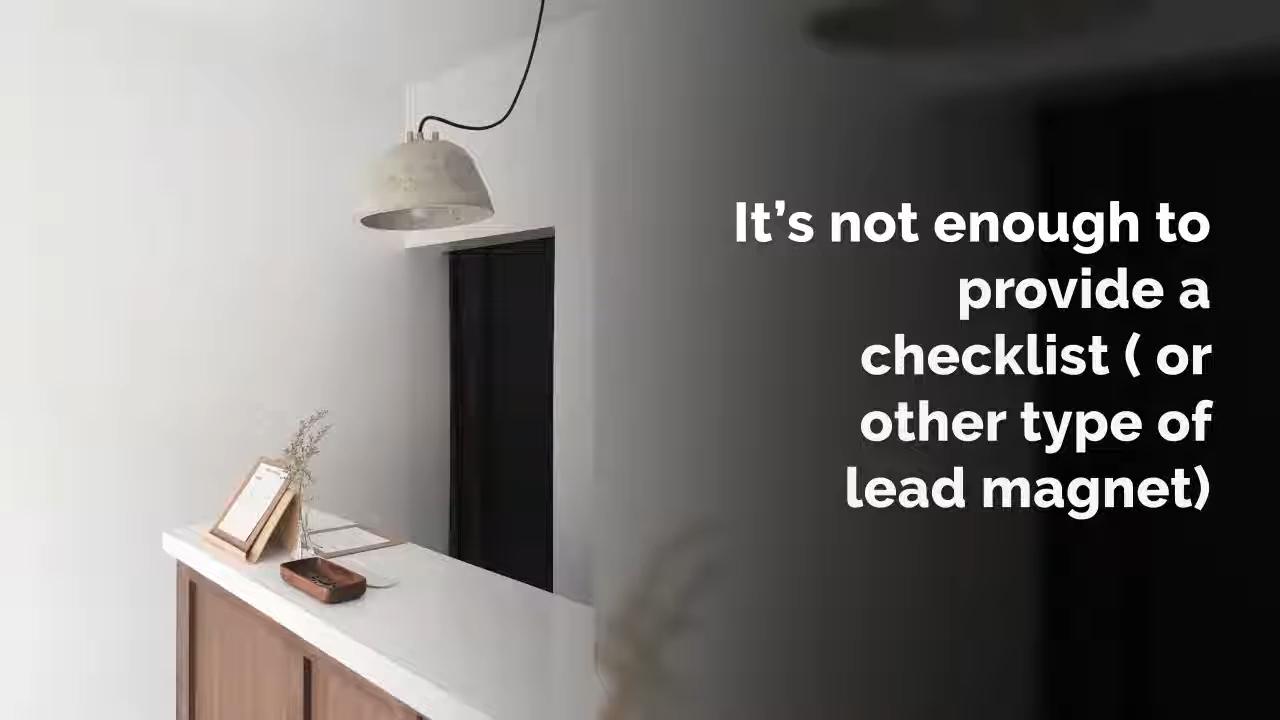 It’s not enough to
provide a
checklist ( or
other type of
lead magnet)